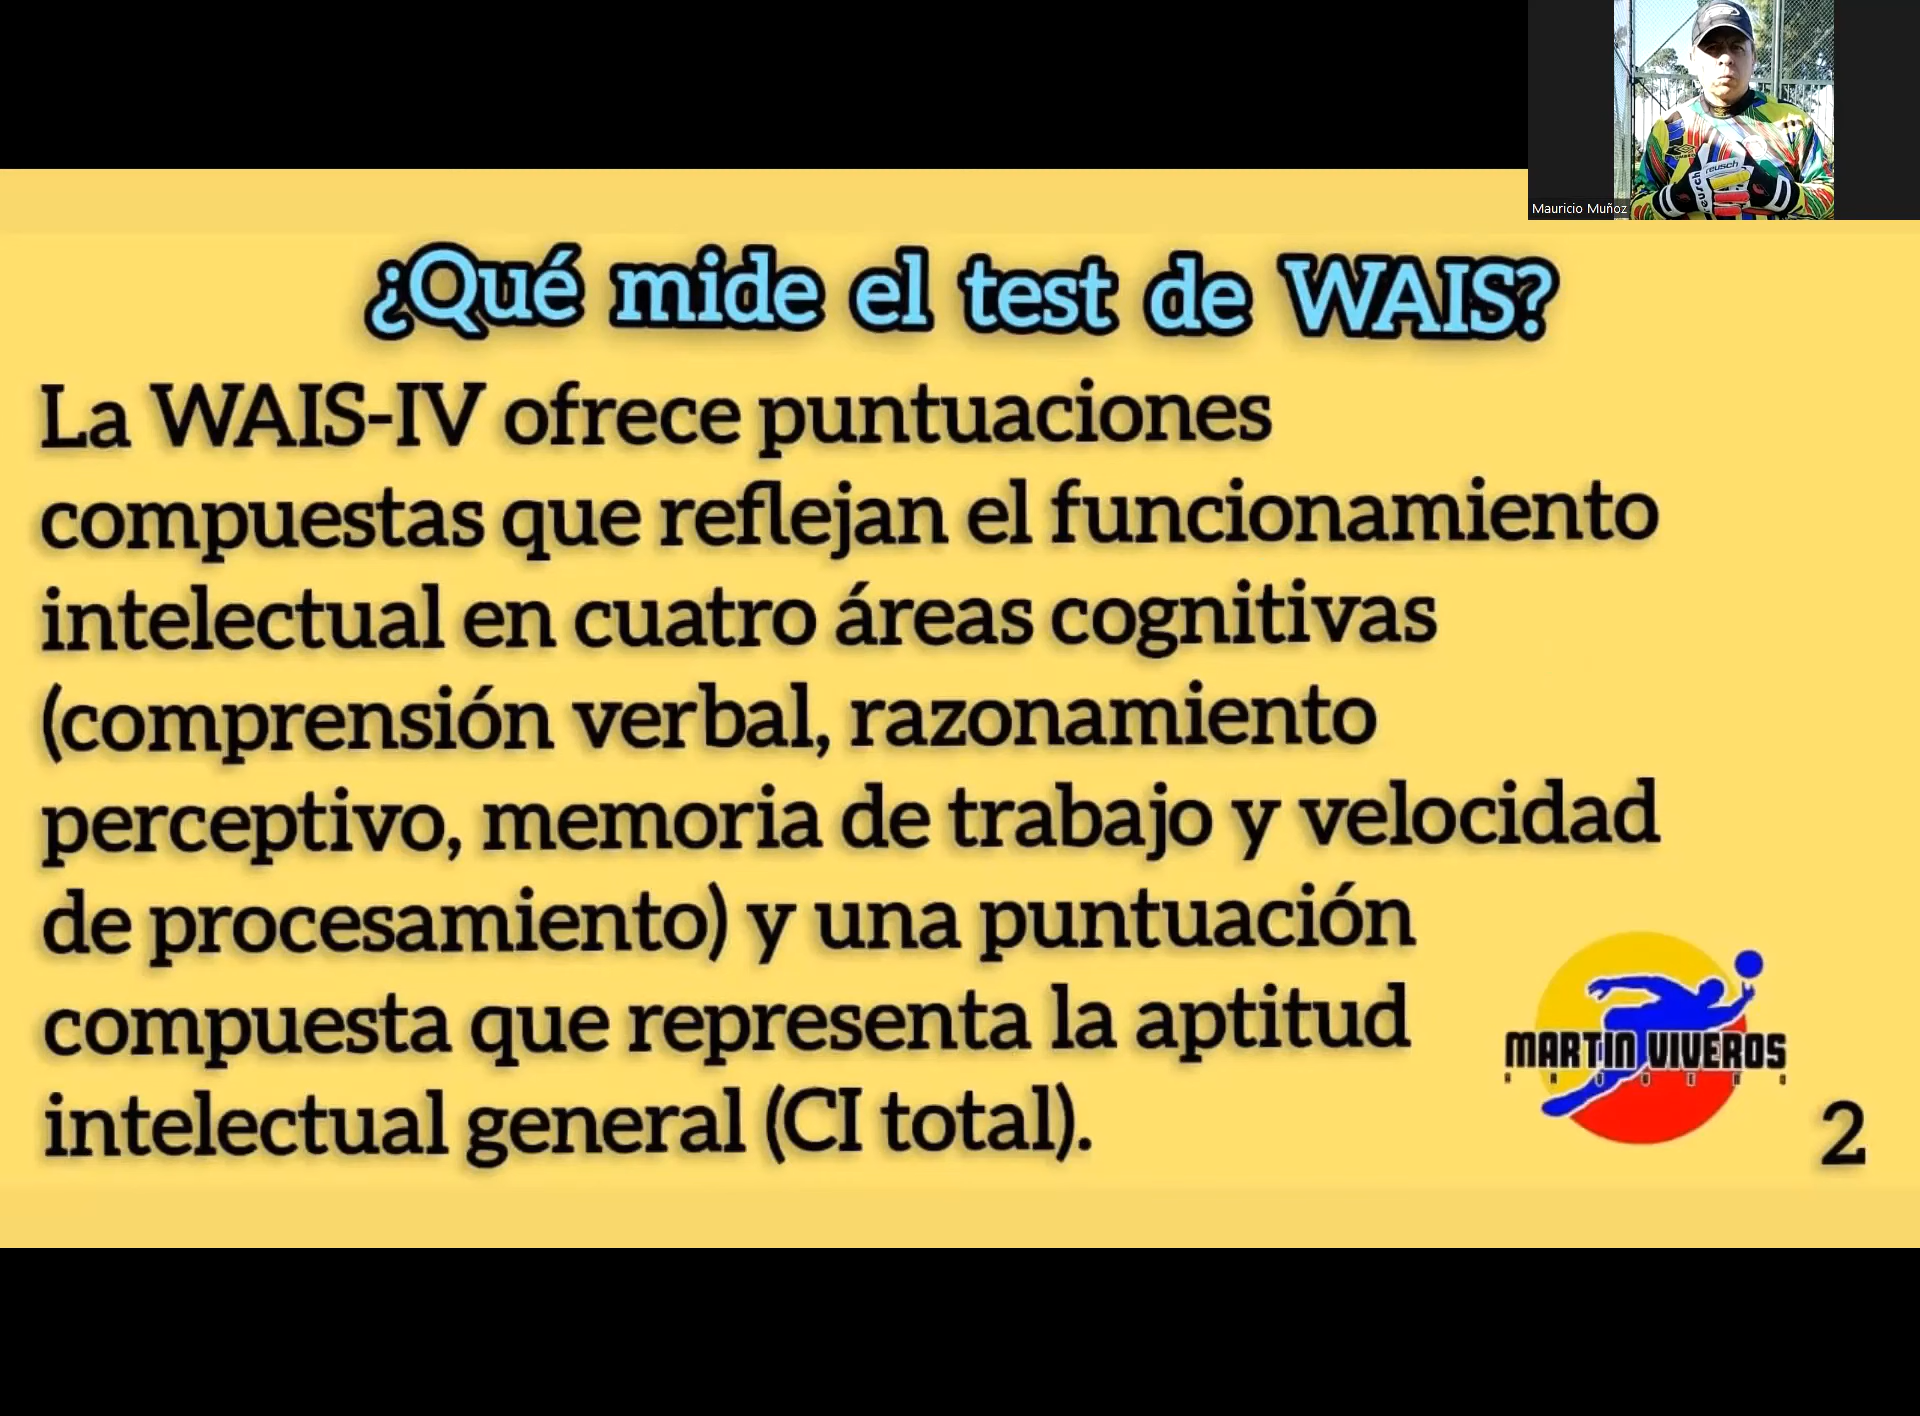 reusch
reusch
Mauricio Muñoz
¿Qué mide el test de WAIS?
La WAIS-IV ofrece puntuaciones
compuestas que reflejan el funcionamiento
intelectual en cuatro áreas cognitivas
(comprensión verbal, razonamiento
perceptivo, memoria de trabajo y velocidad
de procesamiento) y una puntuación
compuesta que representa la aptitud
intelectual general (CI total).
MARTIN VIVEROS
2